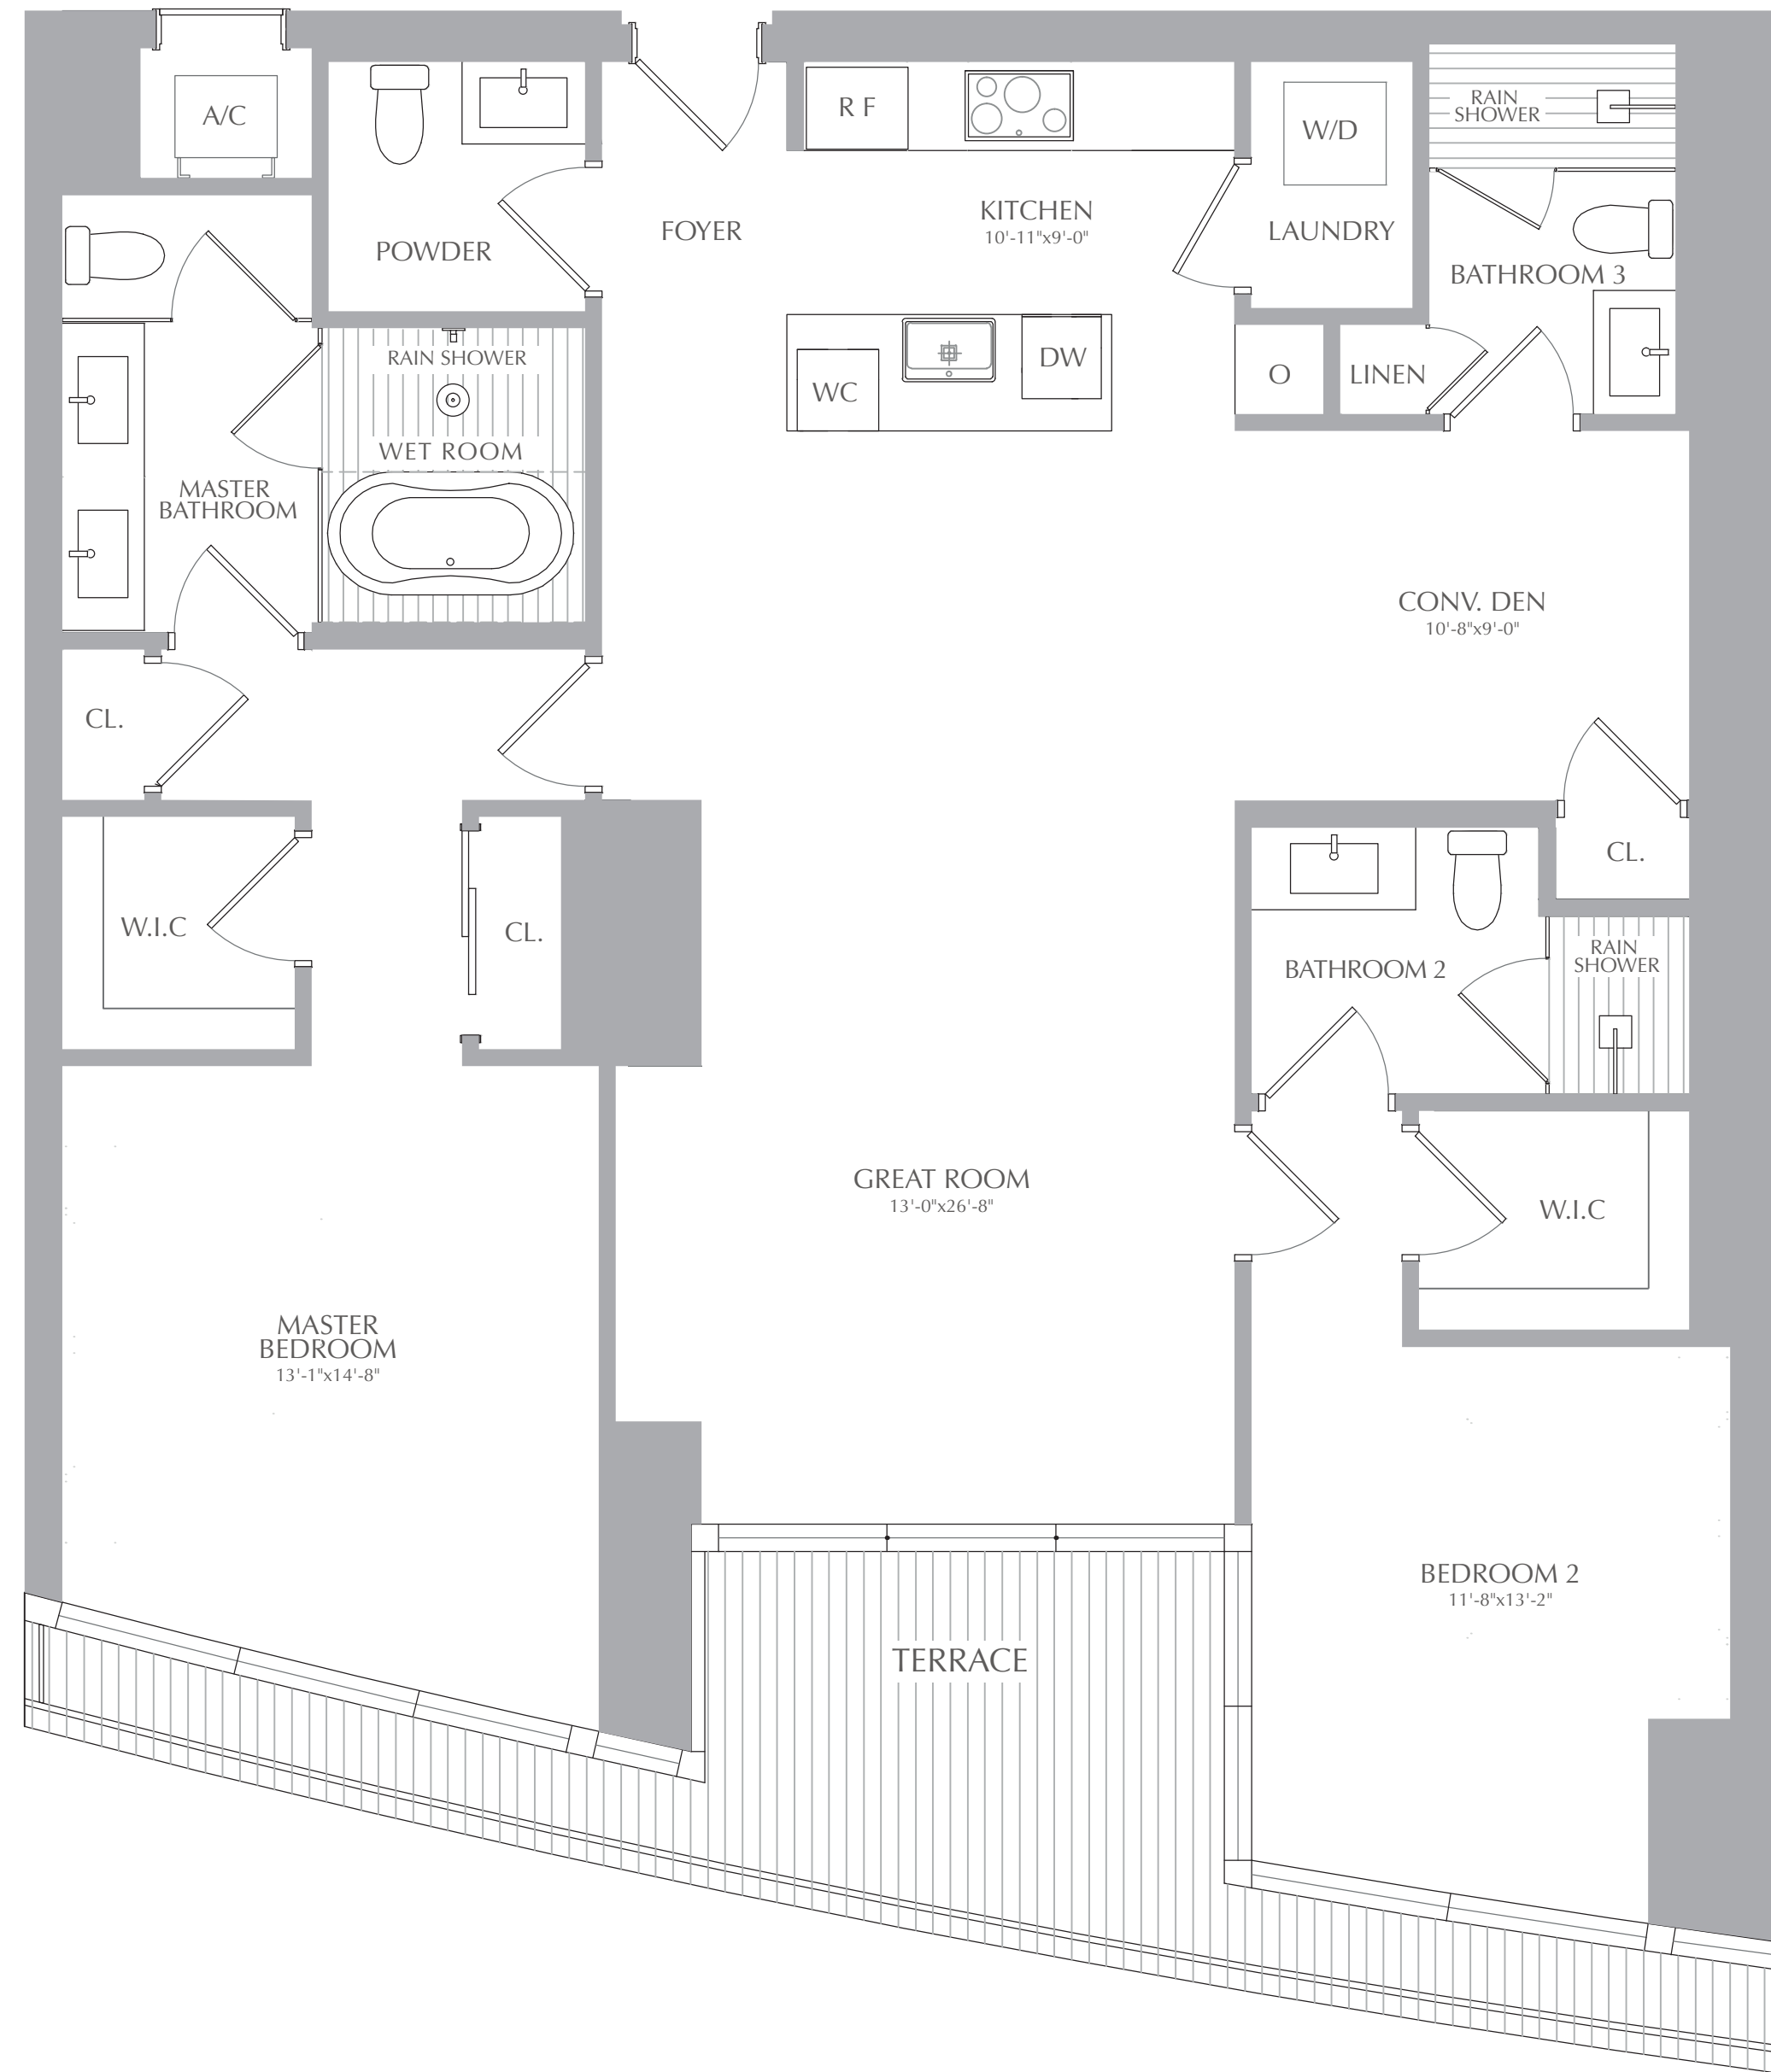 A/C
R F
W/D
RAIN
SHOWER
POWDER
FOYER
KITCHEN
10'-11"x9'-0"
LAUNDRY
BATHROOM 3
RAIN SHOWER
WET ROOM
WC
DW
O
LINEN
MASTER
BATHROOM
CONV. DEN
10'-8"x9'-0"
CL.
CL.
W.I.C
CL.
BATHROOM 2
RAIN
SHOWER
GREAT ROOM
13'-0"x26'-8"
W.I.C
MASTER
BEDROOM
13'-1"x14'-8"
BEDROOM 2
11'-8"x13'-2"
TERRACE